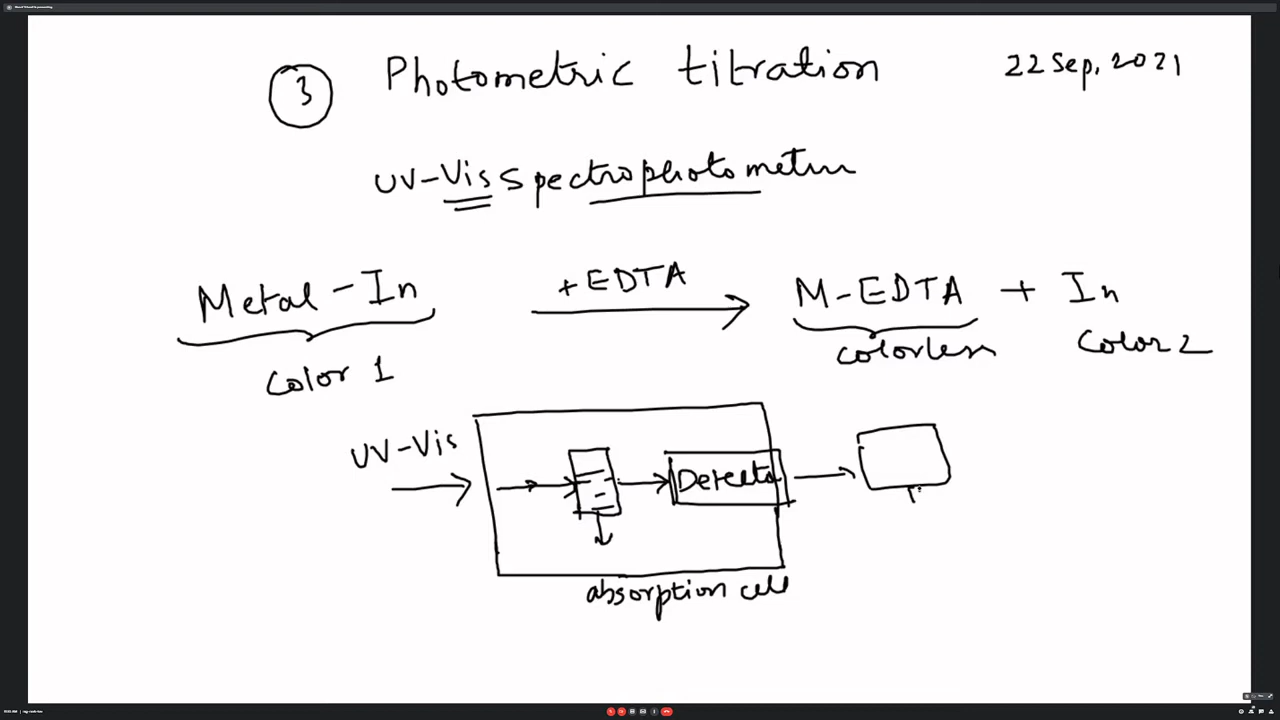 3 Photometric titration 22 Sep, 2021
UV-Vis Spectrophotometer
Metal-In +EDTA M-EDTA + In
color 1 colorless color 2
UV-Vis
Detector
absorption cell